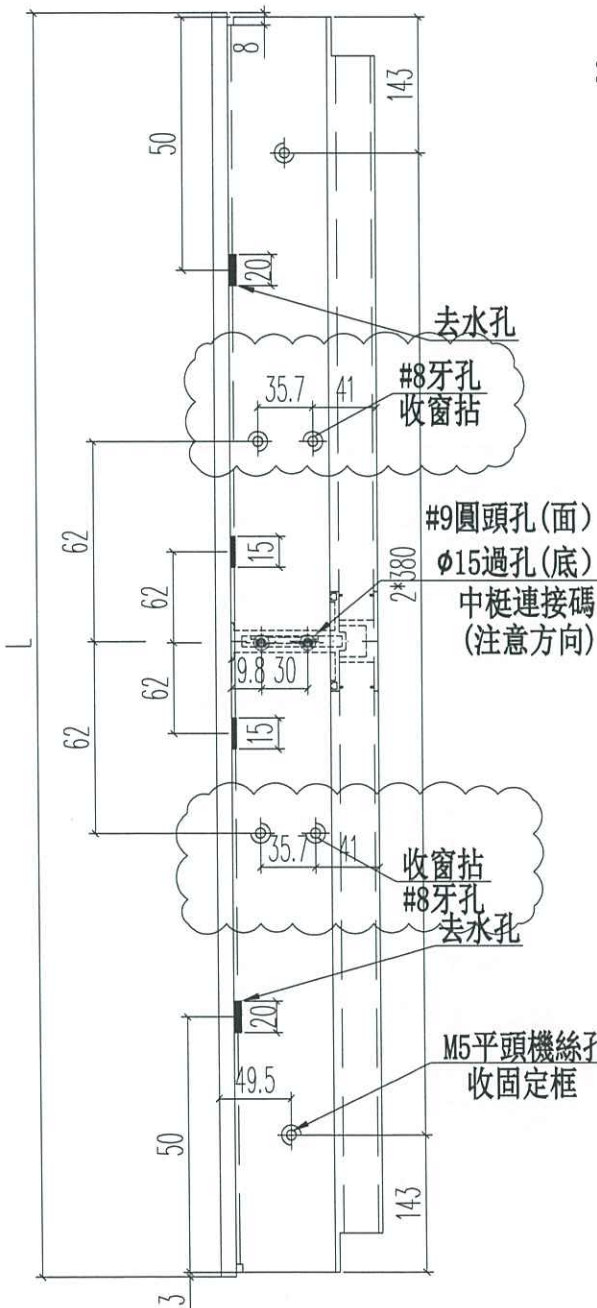 8
143
50
20
去水孔
35.7
41
#8牙孔
收窗拈
62
15
62
#9圓頭孔(面)
φ15過孔(底)
中梃連接碼
(注意方向)
2*380
L
9.8
30
62
15
62
35.7
41
收窗拈
#8牙孔
去水孔
20
M5平頭機絲孔
收固定框
49.5
50
143
3